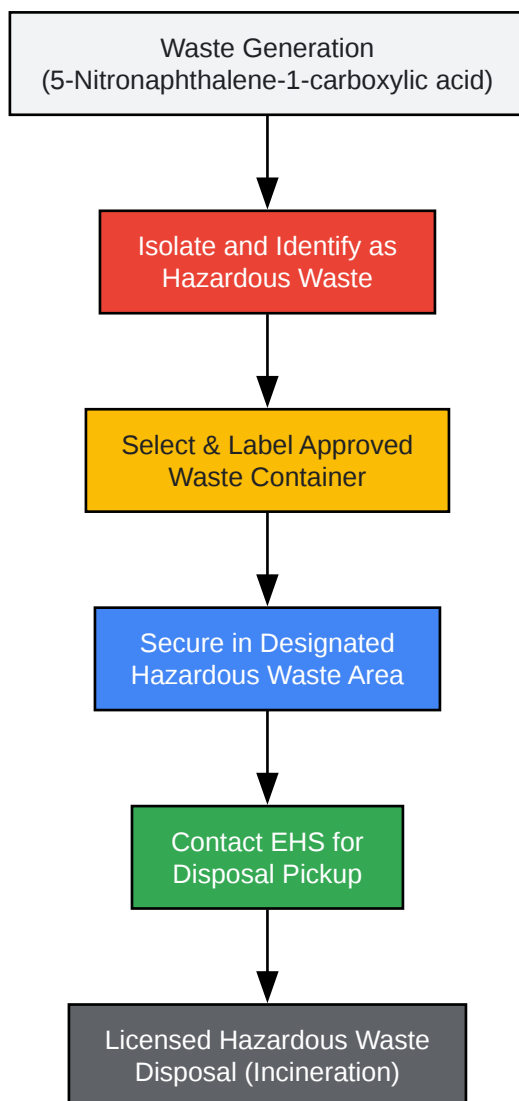 Waste Generation
(5-Nitronaphthalene-1-carboxylic acid)
Isolate and Identify as
Hazardous Waste
Select & Label Approved
Waste Container
Secure in Designated
Hazardous Waste Area
Contact EHS for
Disposal Pickup
Licensed Hazardous Waste
Disposal (Incineration)